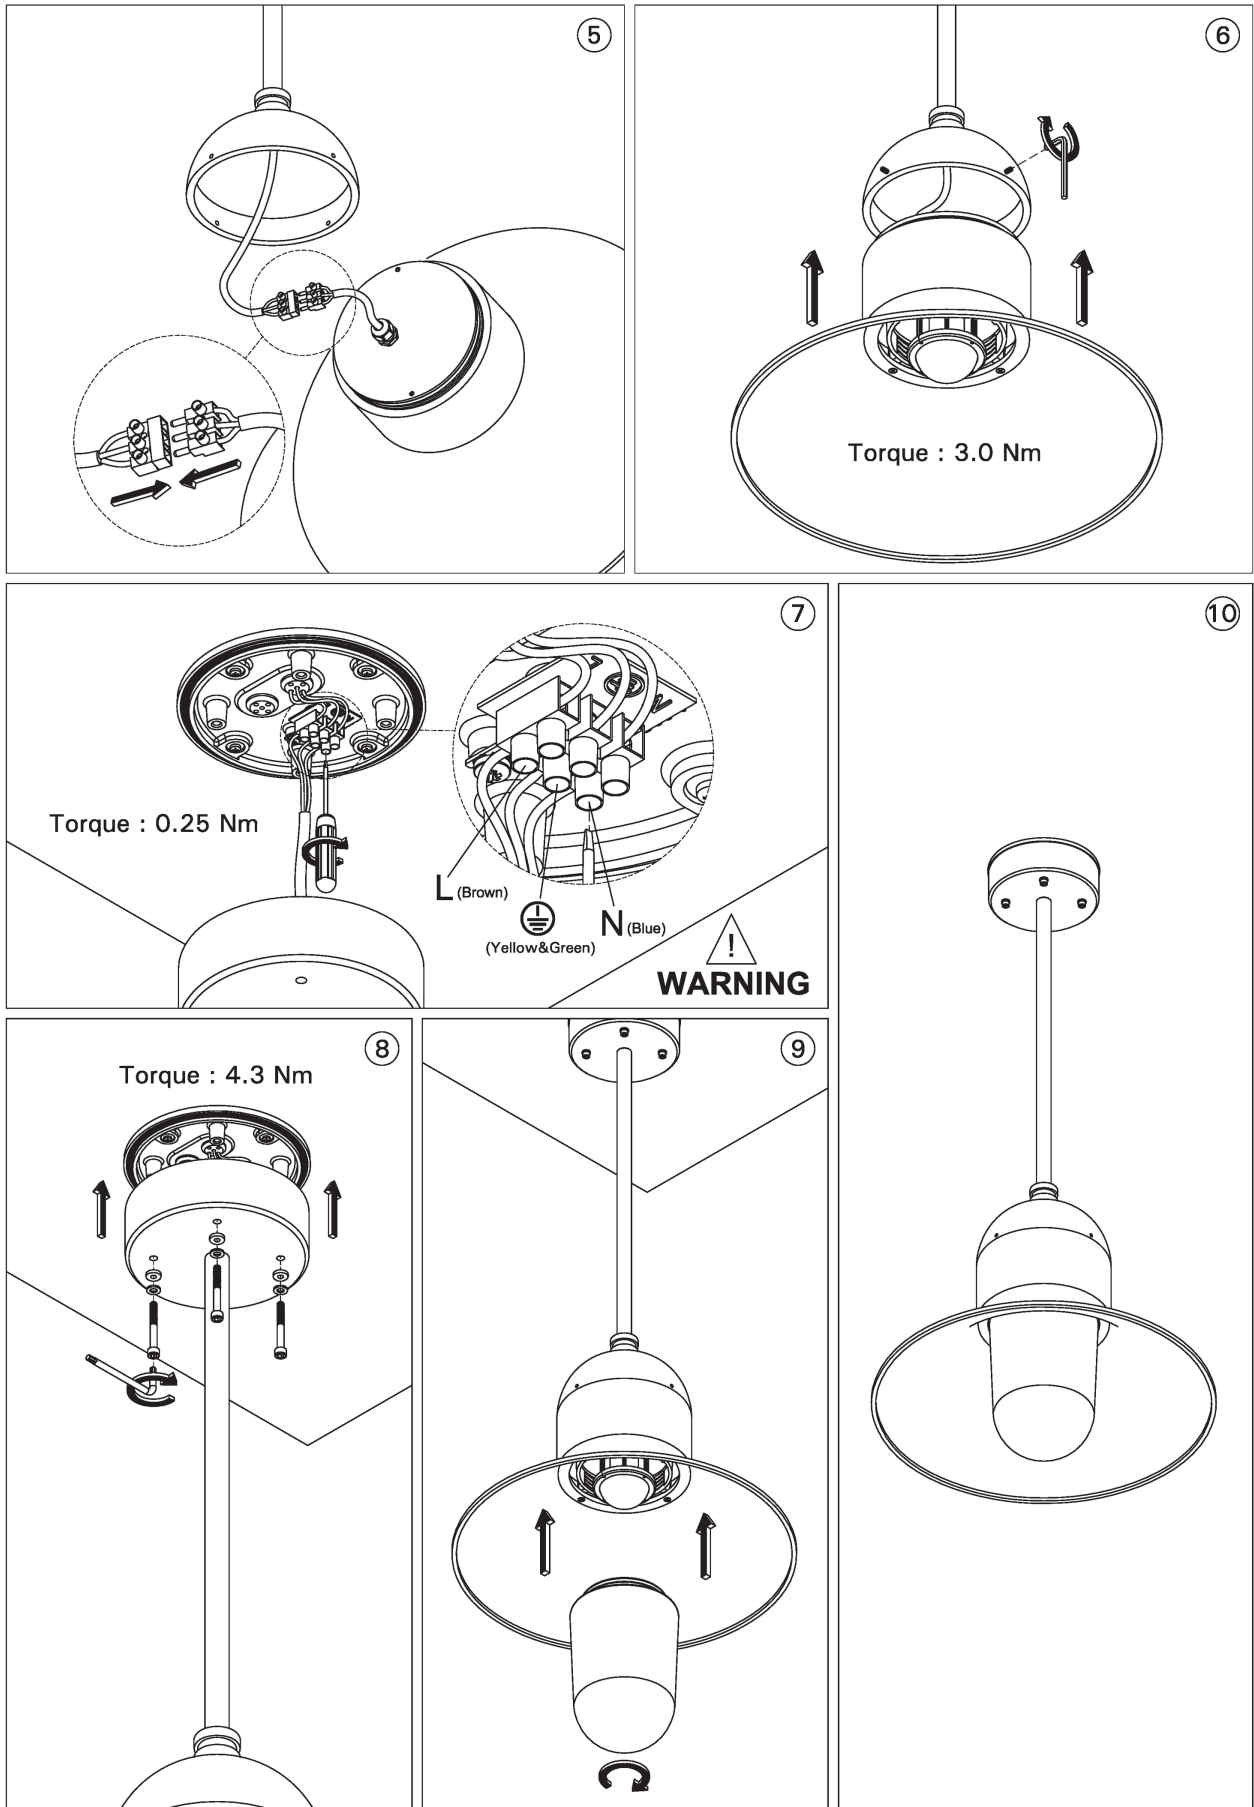 5
6
Torque : 3.0 Nm
7
Torque : 0.25 Nm
L (Brown)
(Yellow&Green)
N (Blue)
!
WARNING
L
N
10
8
Torque : 4.3 Nm
9